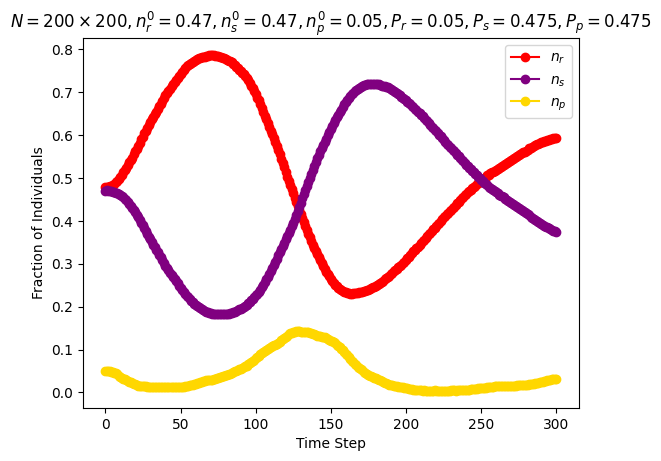 N = 200 × 200, n_r^0 = 0.47, n_s^0 = 0.47, n_p^0 = 0.05, P_r = 0.05, P_s = 0.475, P_p = 0.475
0.8
0.7
0.6
0.5
0.4
0.3
0.2
0.1
0.0
Fraction of Individuals
n_r
n_s
n_p
0 50 100 150 200 250 300
Time Step